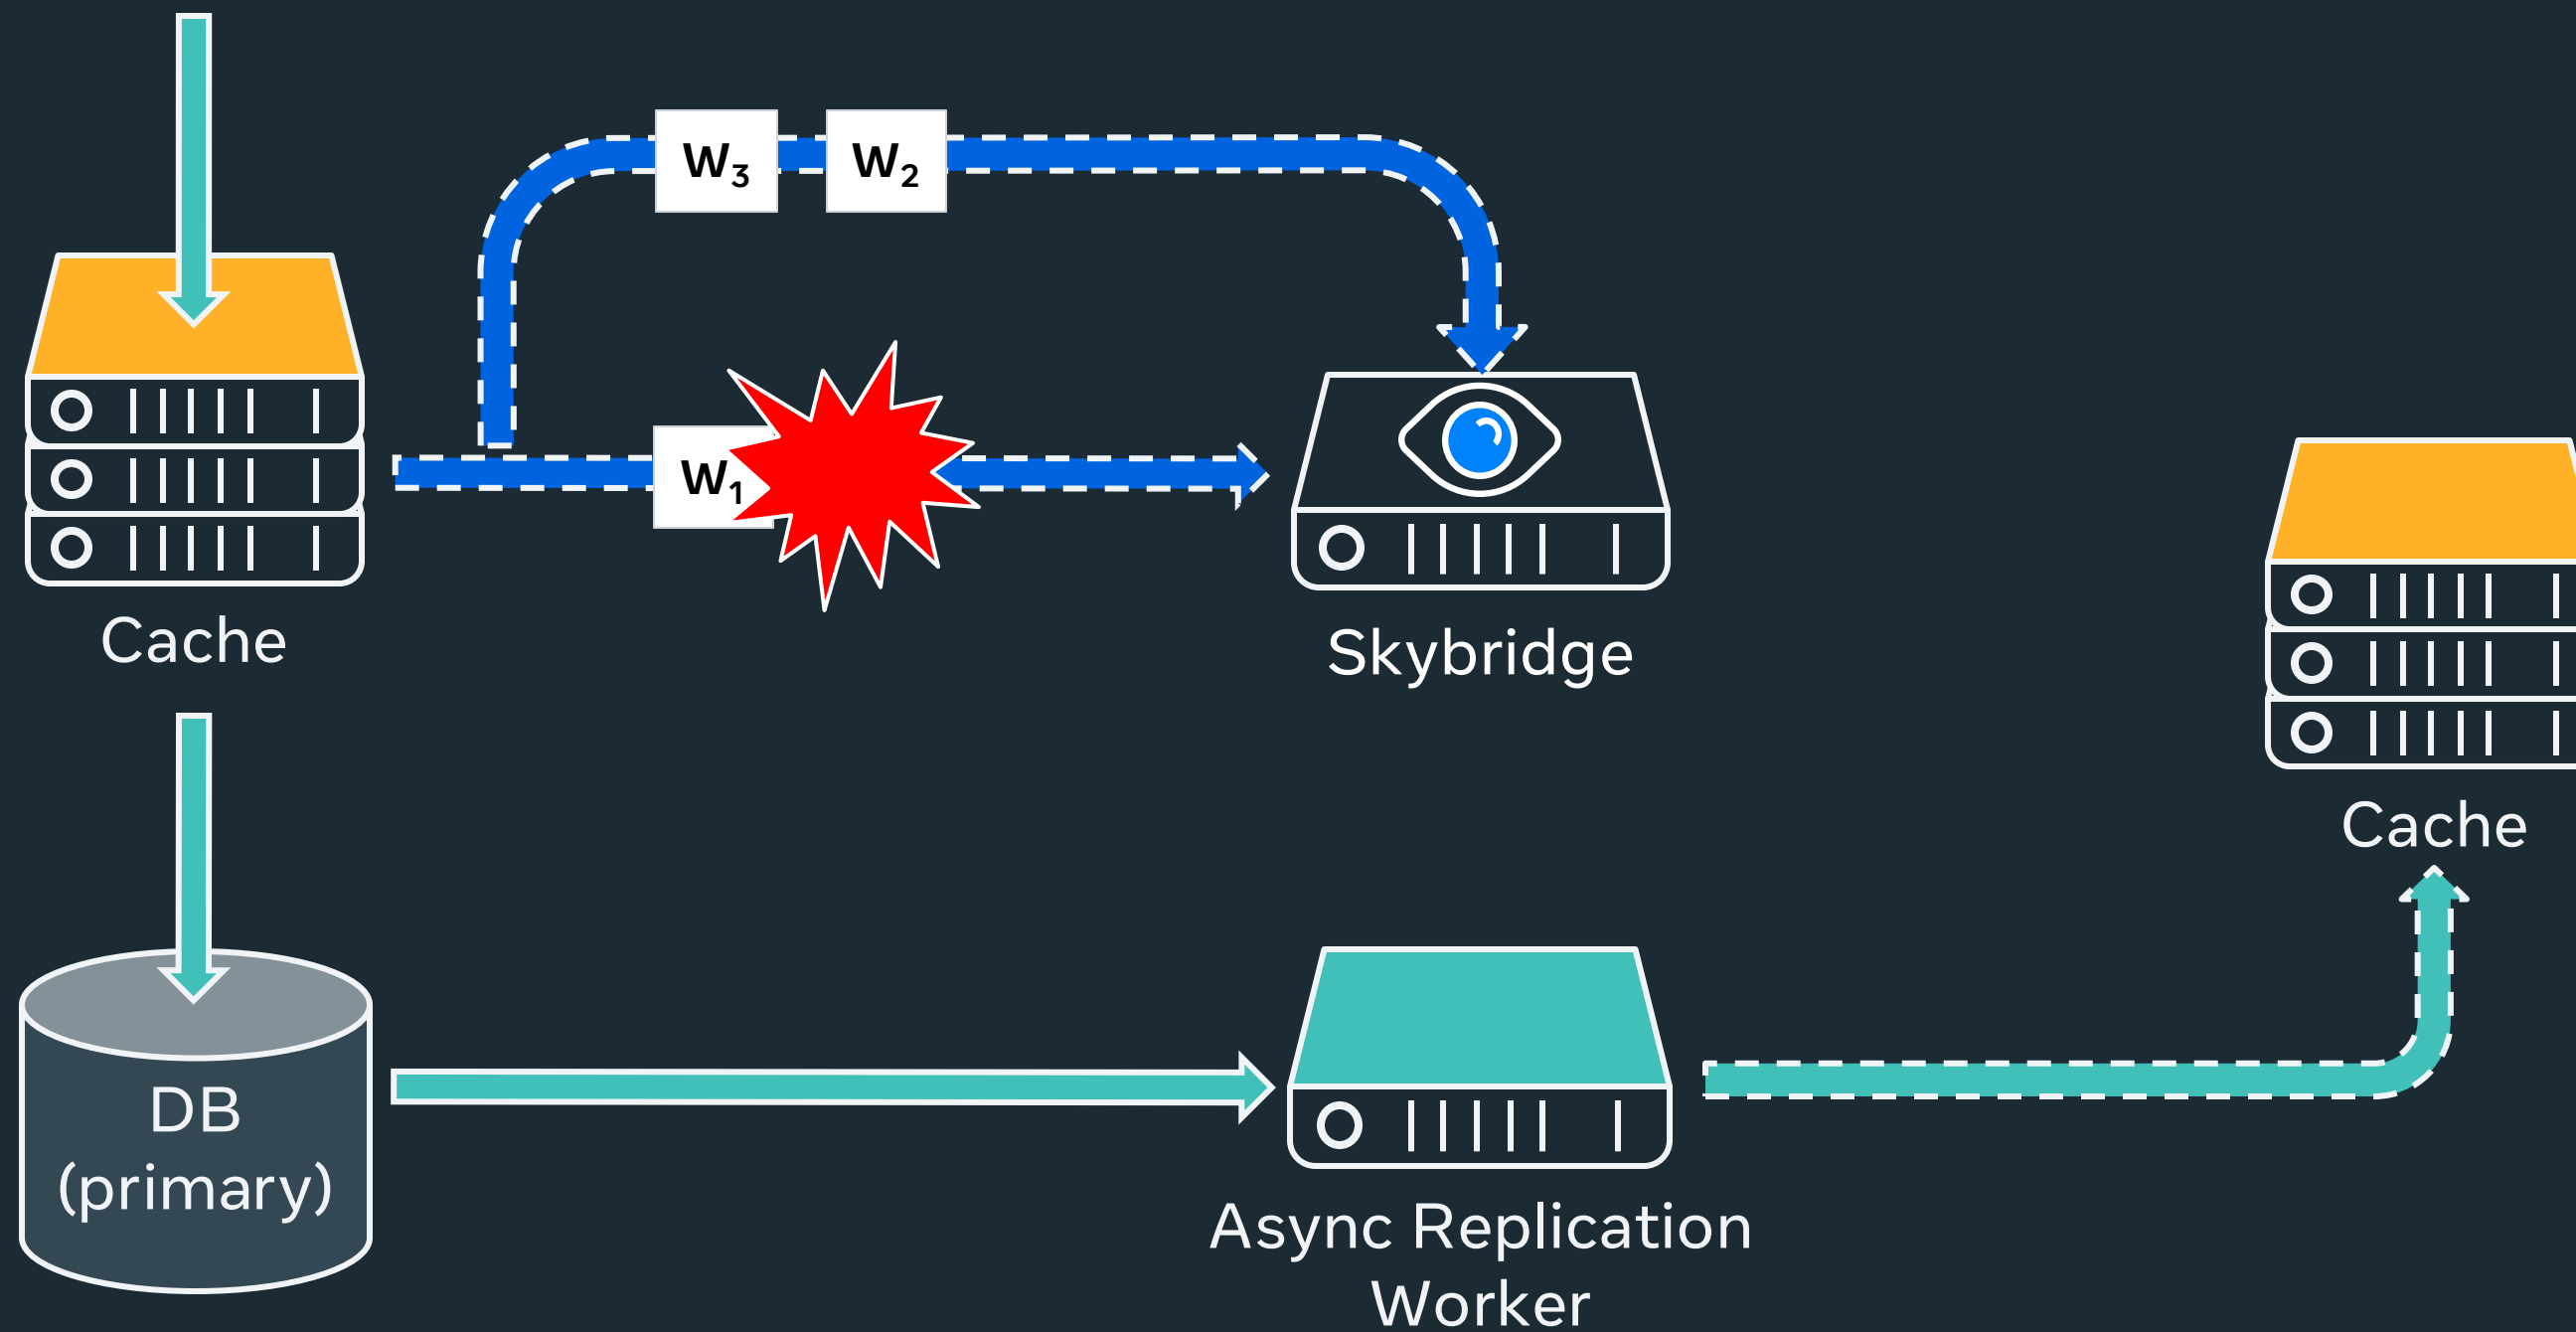 W₃ W₂
W₁
Cache
Skybridge
Cache
DB
(primary)
Async Replication
Worker